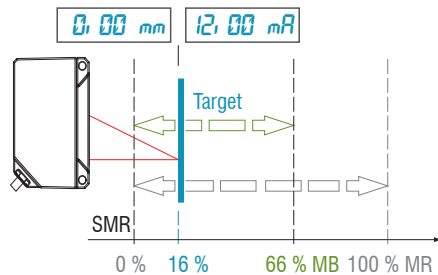 0,00 mm 12,00 mA
Target
SMR
0 % 16 % 66 % MB 100 % MR